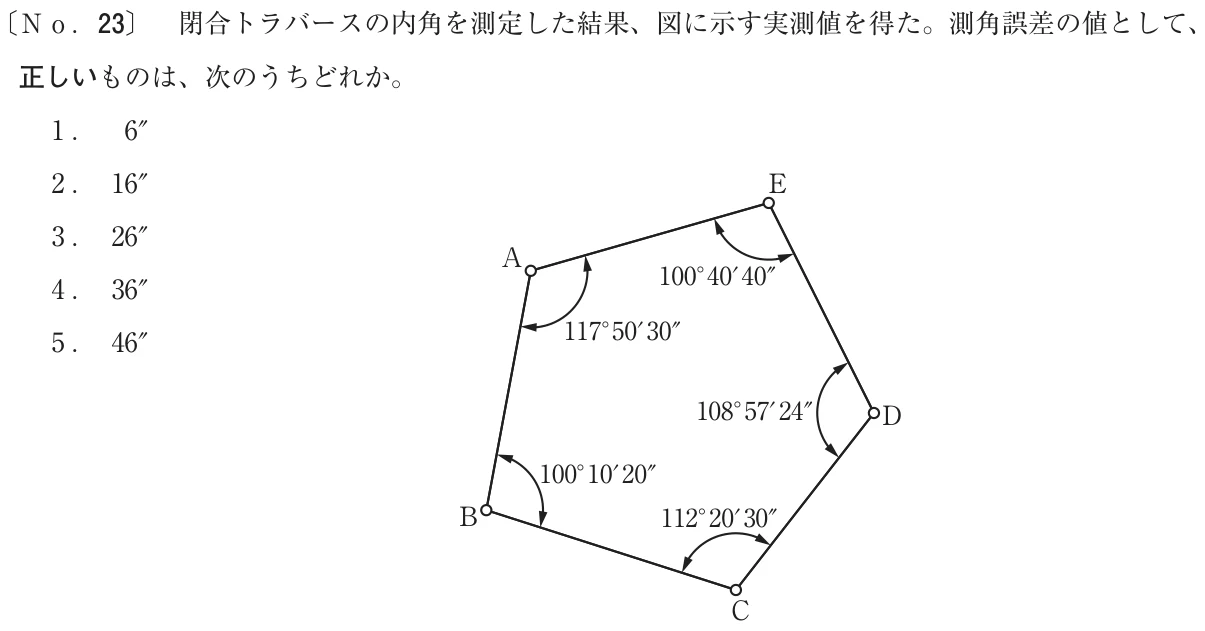 〔Ｎｏ．23〕　閉合トラバースの内角を測定した結果、図に示す実測値を得た。測角誤差の値として、
正しいものは、次のうちどれか。
１．　6″
２．　16″
３．　26″
４．　36″
５．　46″
E
A
100°40′40″
117°50′30″
108°57′24″
D
100°10′20″
B
112°20′30″
C